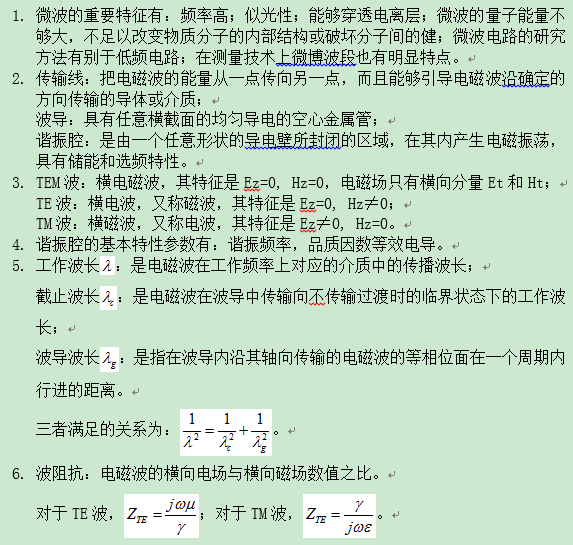 1. 微波的重要特征有：频率高；似光性；能够穿透电离层；微波的量子能量不
够大，不足以改变物质分子的内部结构或破坏分子间的健；微波电路的研究
方法有别于低频电路；在测量技术上微博波段也有明显特点。
2. 传输线：把电磁波的能量从一点传向另一点，而且能够引导电磁波沿确定的
方向传输的导体或介质；
波导：具有任意横截面的均匀导电的空心金属管；
谐振腔：是由一个任意形状的导电壁所封闭的区域，在其内产生电磁振荡，
具有储能和选频特性。
3. TEM 波：横电磁波，其特征是 Ez=0, Hz=0，电磁场只有横向分量 Et 和 Ht；
TE 波：横电波，又称磁波，其特征是 Ez=0, Hz≠0；
TM 波：横磁波，又称电波，其特征是 Ez≠0, Hz=0。
4. 谐振腔的基本特性参数有：谐振频率，品质因数等效电导。
5. 工作波长 λ：是电磁波在工作频率上对应的介质中的传播波长；
截止波长 λc：是电磁波在波导中传输向不传输过渡时的临界状态下的工作波
长；
波导波长 λg：是指在波导内沿其轴向传输的电磁波的等相位面在一个周期内
行进的距离。
三者满足的关系为：1/λ² = 1/λc² + 1/λg²。
6. 波阻抗：电磁波的横向电场与横向磁场数值之比。
对于 TE 波，Z_TE = jωμ/γ；对于 TM 波，Z_TE = γ/jωε。